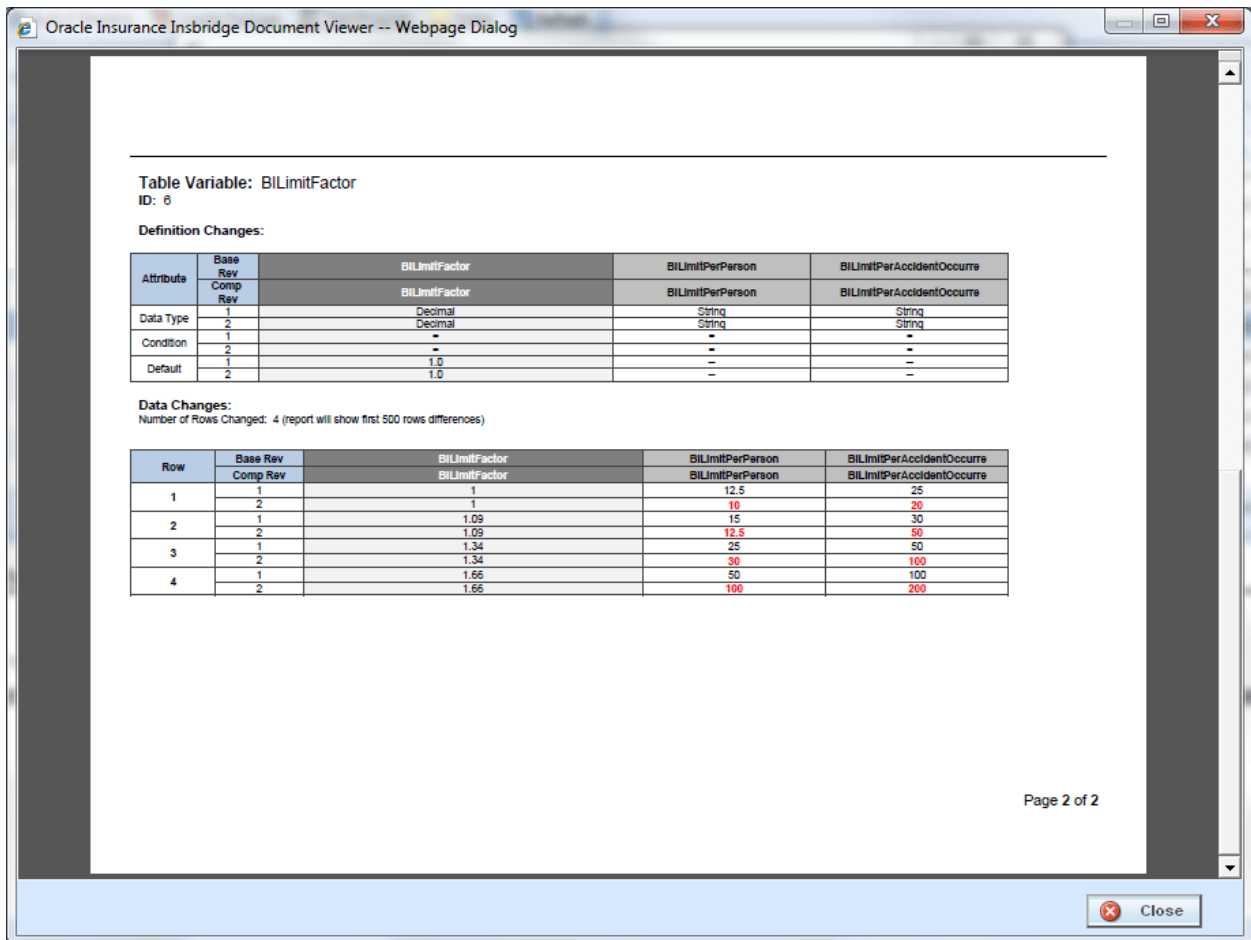 Oracle Insurance Insbridge Document Viewer -- Webpage Dialog
Table Variable: BILimitFactor
ID: 6
Definition Changes:
Attribute Base Rev BILimitFactor BILimitPerPerson BILimitPerAccidentOccurre
Comp Rev BILimitFactor BILimitPerPerson BILimitPerAccidentOccurre
Data Type 1 Decimal String String
2 Decimal String String
Condition 1 - - -
2 - - -
Default 1 1.0 – –
2 1.0 – –
Data Changes:
Number of Rows Changed: 4 (report will show first 500 rows differences)
Row Base Rev BILimitFactor BILimitPerPerson BILimitPerAccidentOccurre
Comp Rev BILimitFactor BILimitPerPerson BILimitPerAccidentOccurre
1 1 1 12.5 25
2 1 10 20
2 1 1.09 15 30
2 1.09 12.5 50
3 1 1.34 25 50
2 1.34 30 100
4 1 1.66 50 100
2 1.66 100 200
Page 2 of 2
Close